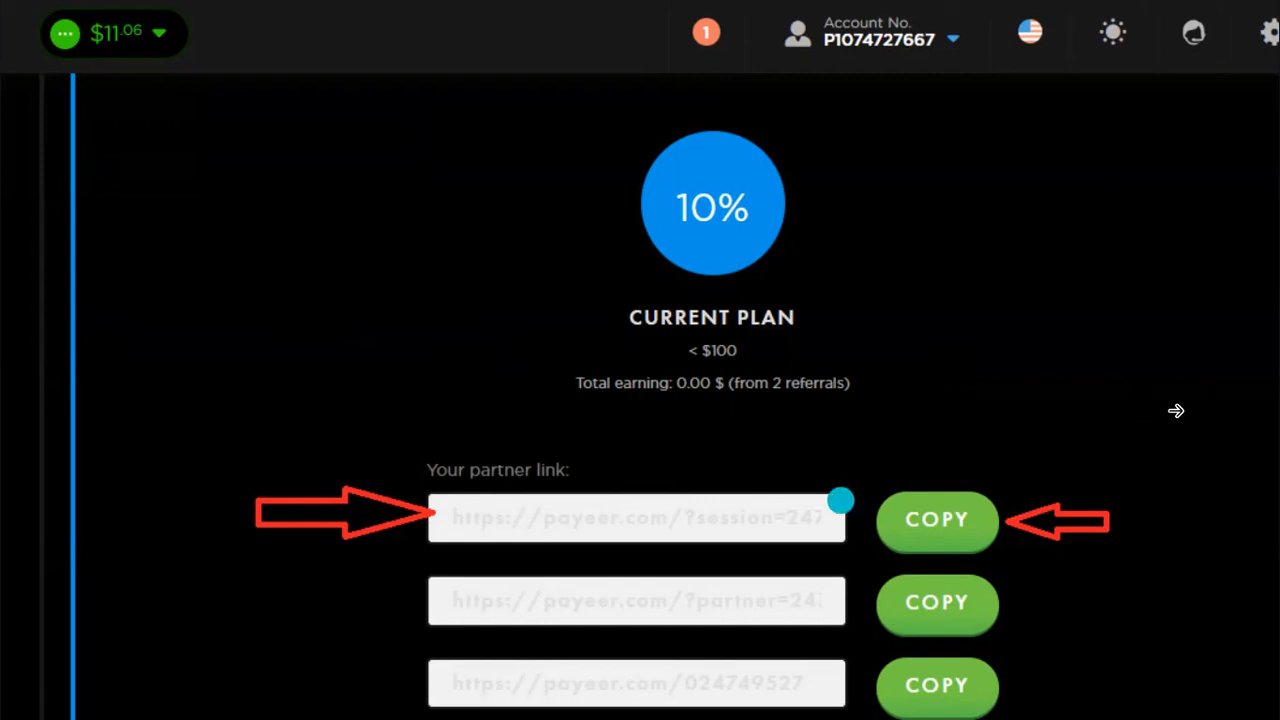 $11.06
1
Account No.
P1074727667
10%
CURRENT PLAN
< $100
Total earning: 0.00 $ (from 2 referrals)
Your partner link:
https://payeer.com/?session=247
COPY
https://payeer.com/?partner=24
COPY
https://payeer.com/024749527
COPY